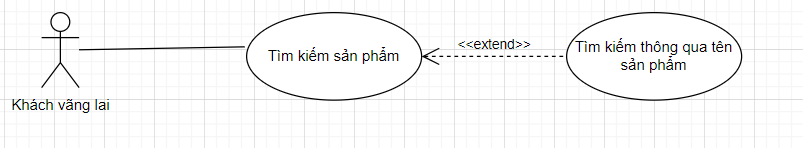 <<extend>>
Tìm kiếm sản phẩm
Tìm kiếm thông qua tên
sản phẩm
Khách vãng lai